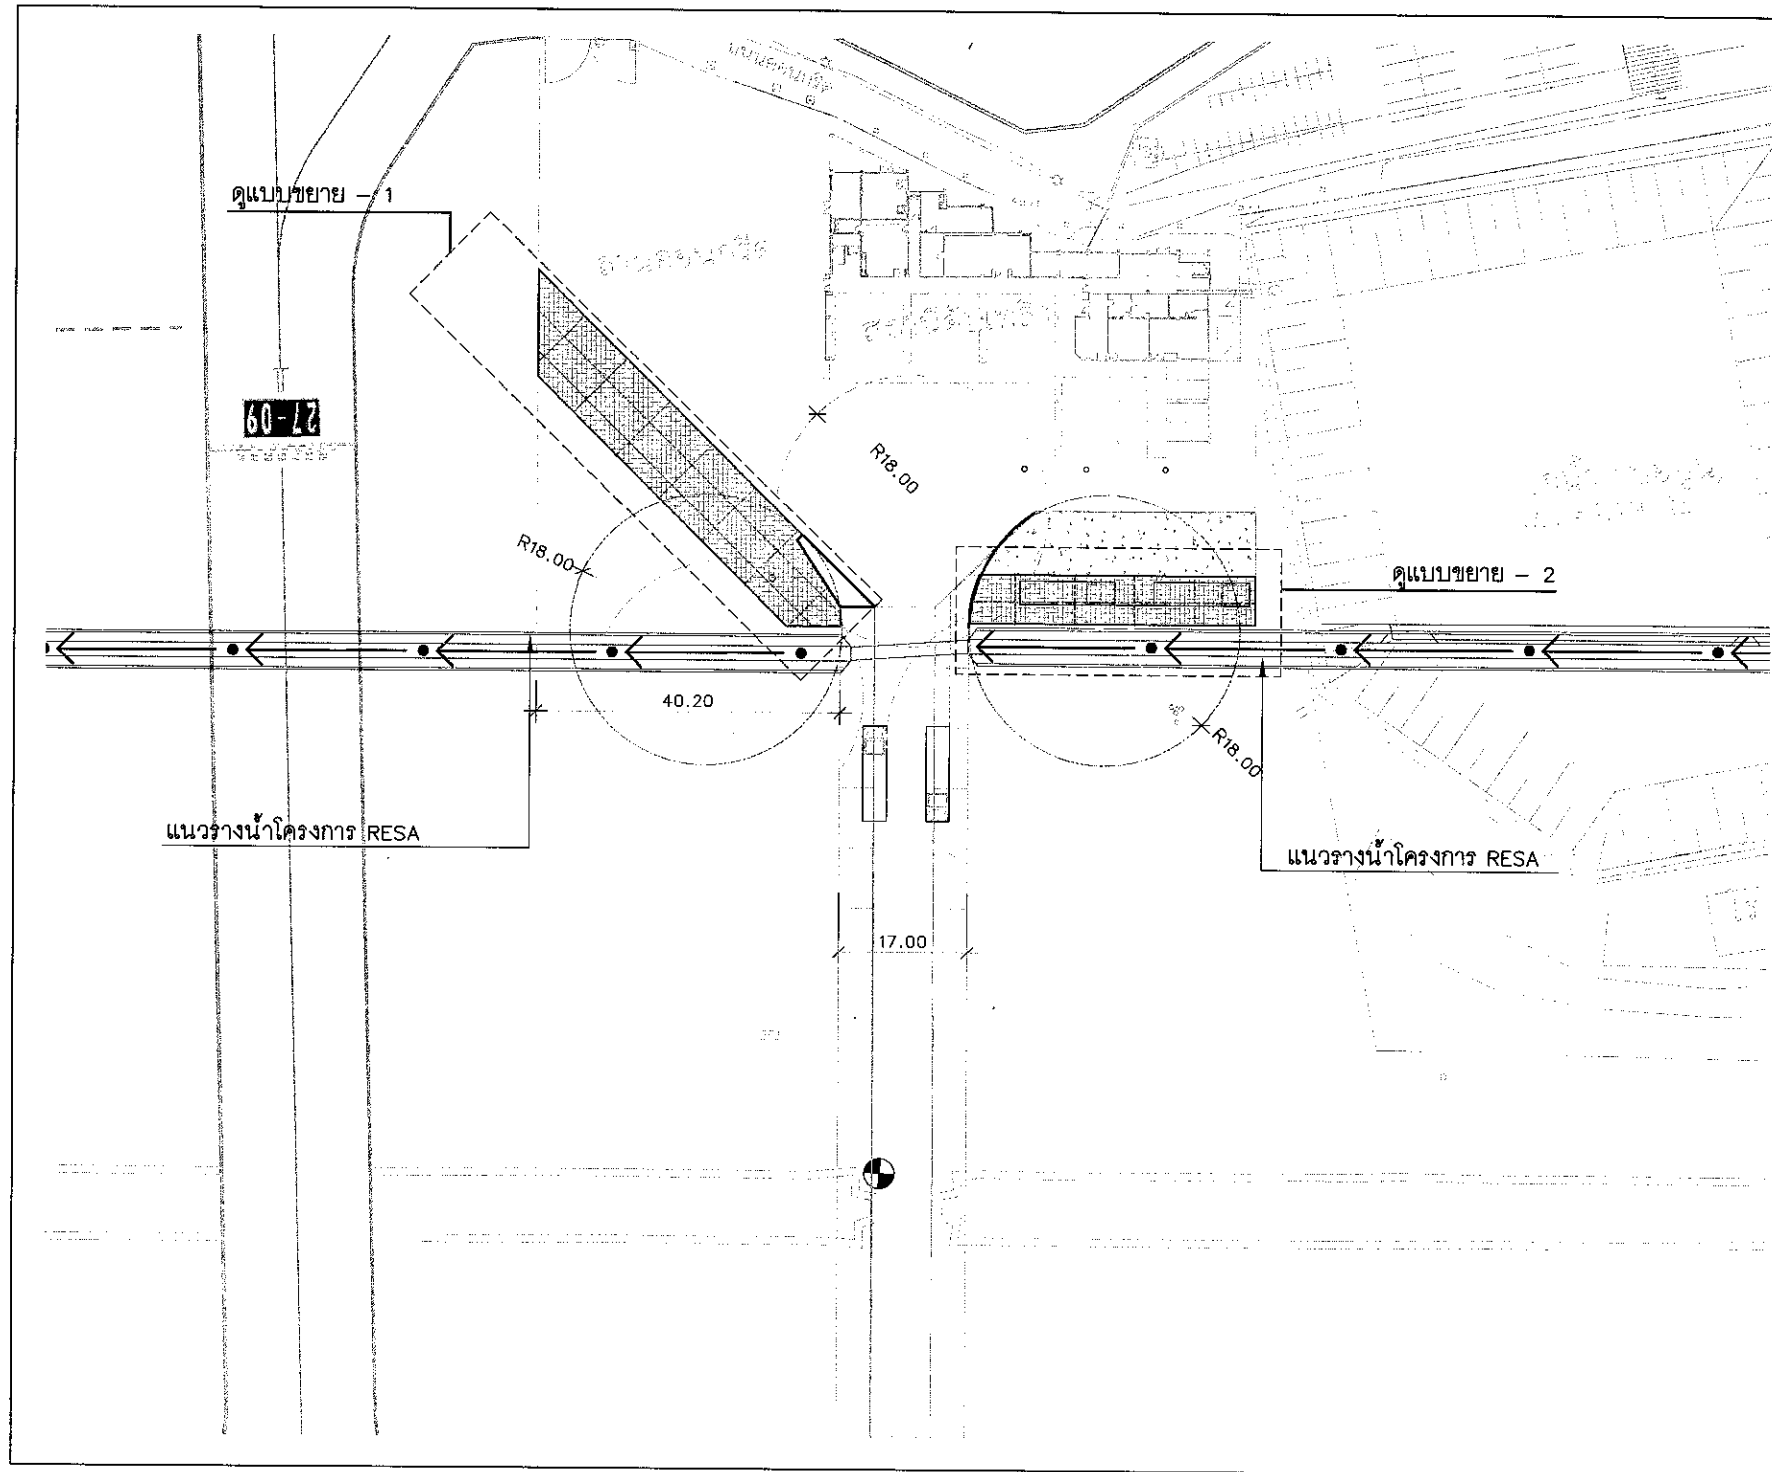 ดูแบบขยาย - 1
27-09
R18.00
R18.00
ดูแบบขยาย - 2
40.20
R18.00
แนวรางน้ำโครงการ RESA
แนวรางน้ำโครงการ RESA
17.00